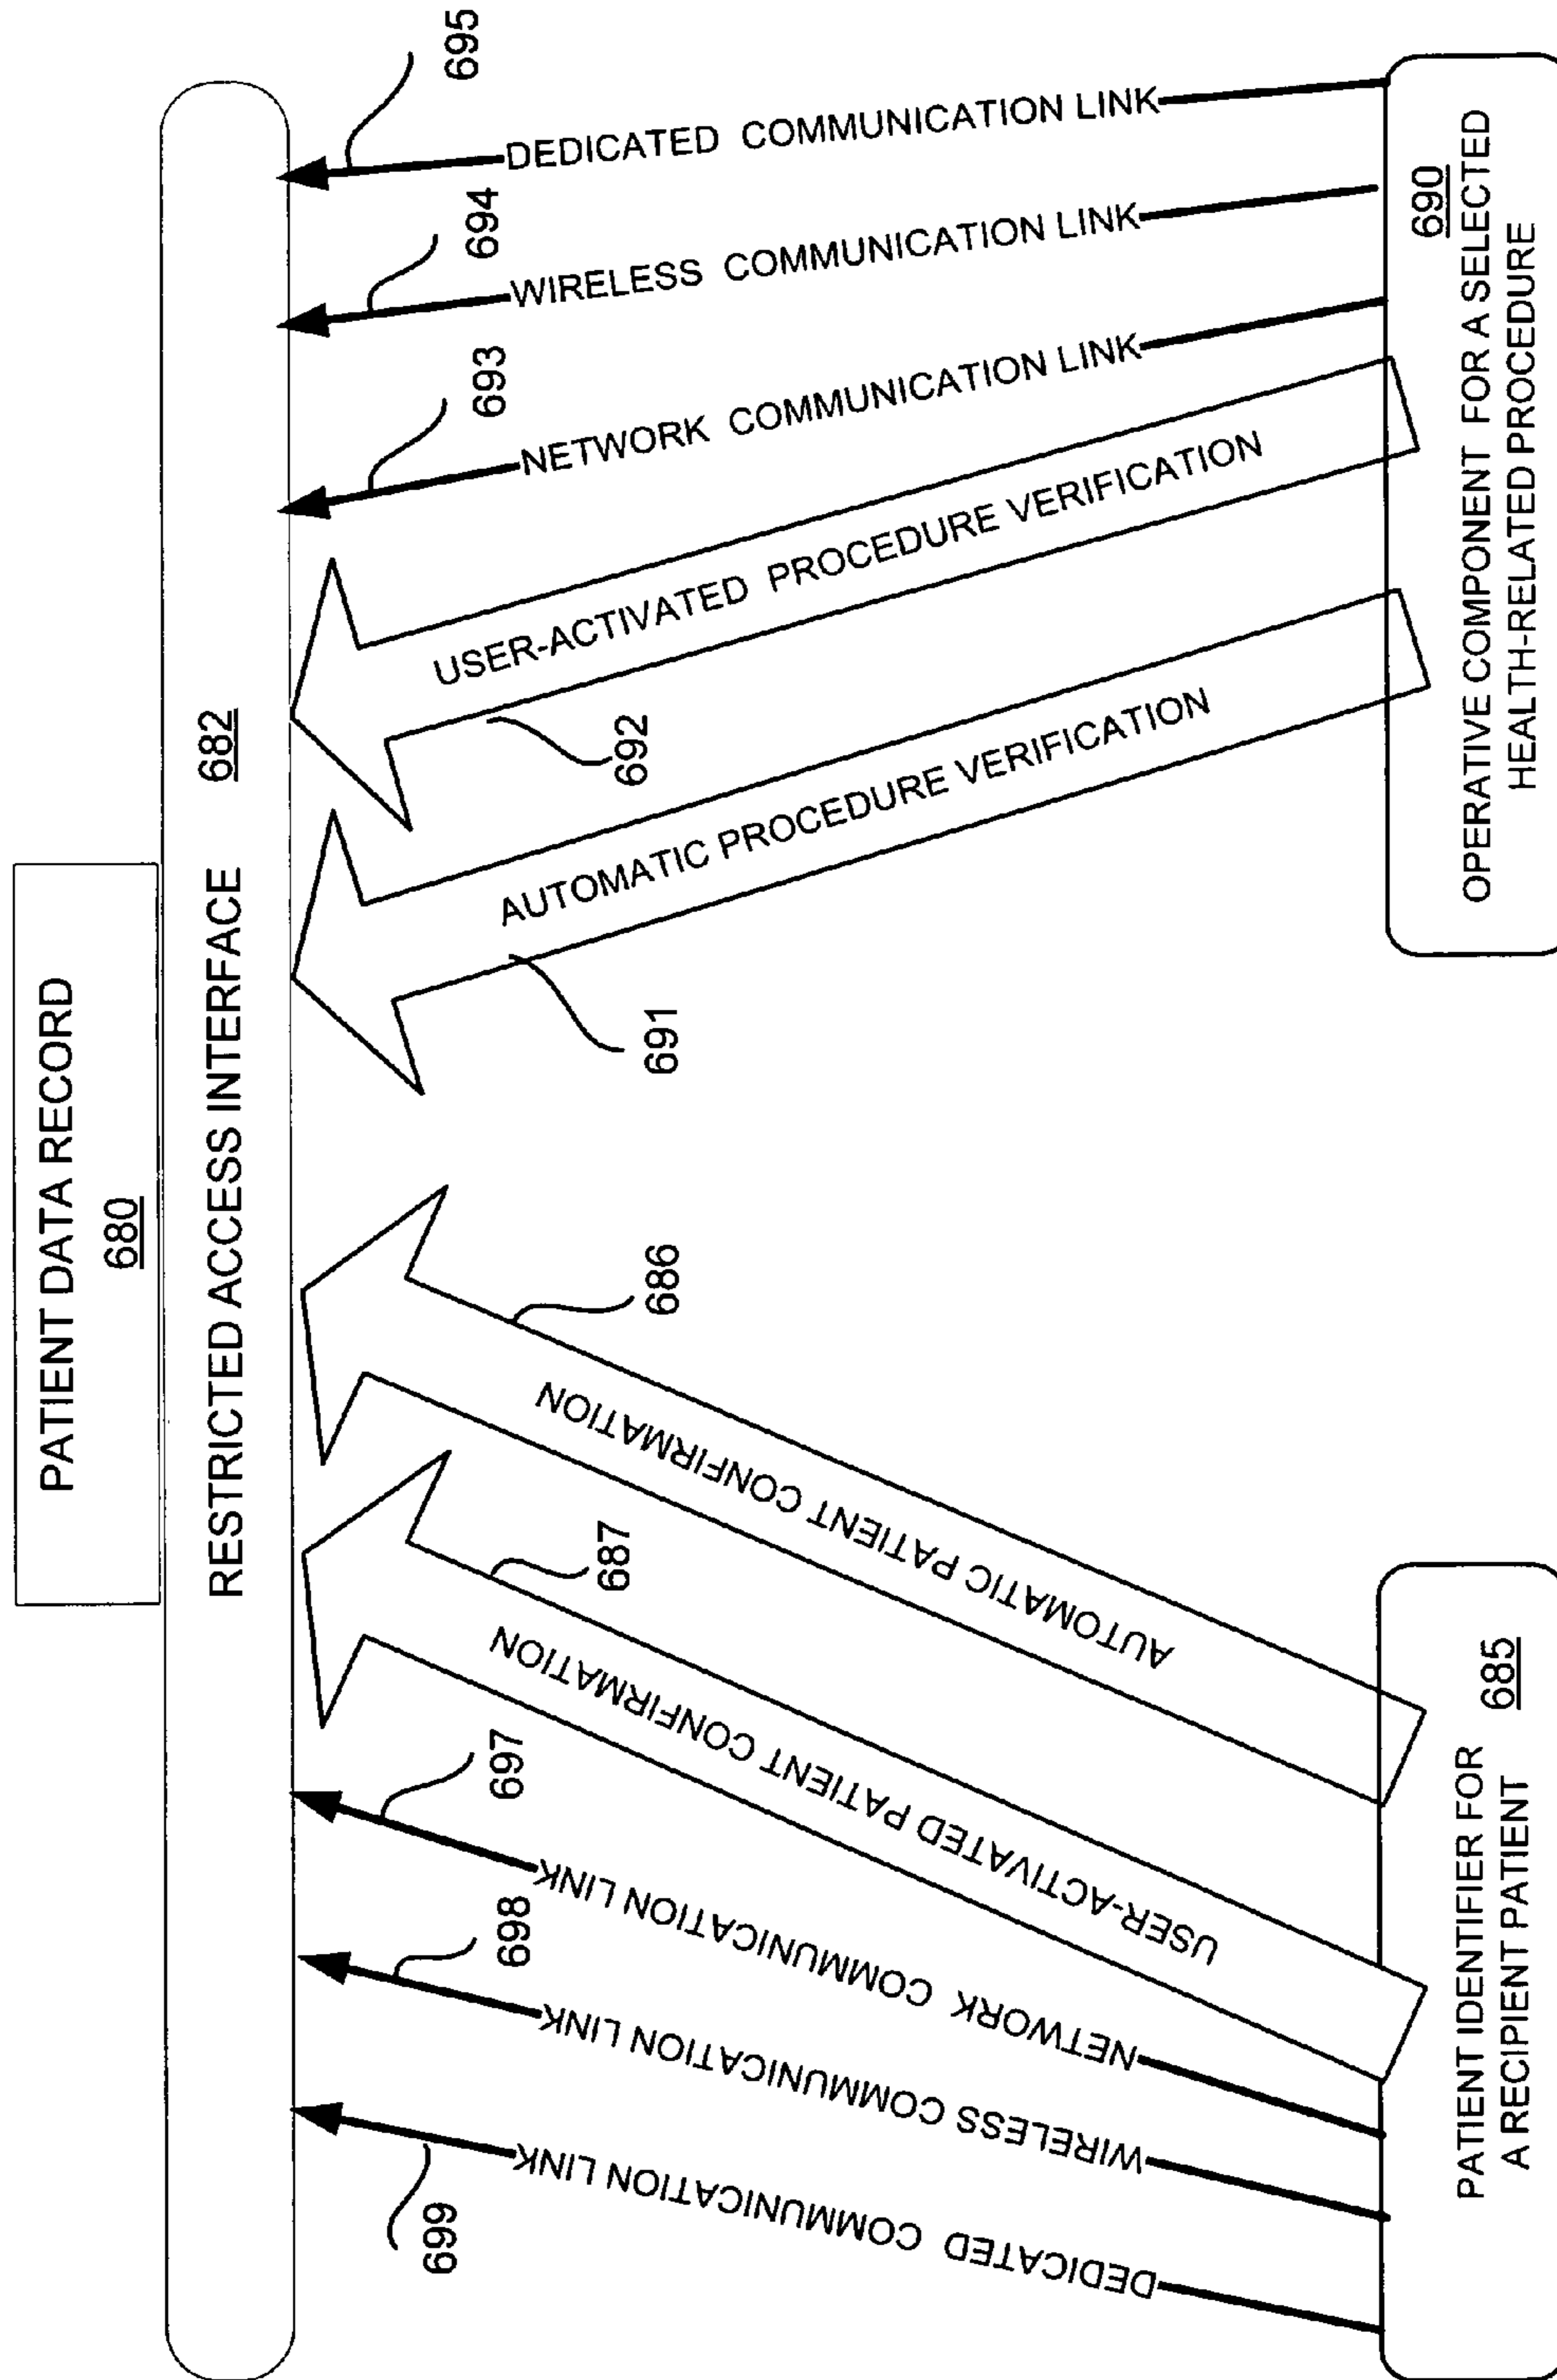 PATIENT DATA RECORD
680
RESTRICTED ACCESS INTERFACE 682
699
698
697
687
686
691
692
693
694
695
DEDICATED COMMUNICATION LINK
WIRELESS COMMUNICATION LINK
NETWORK COMMUNICATION LINK
USER-ACTIVATED PATIENT CONFIRMATION
AUTOMATIC PATIENT CONFIRMATION
AUTOMATIC PROCEDURE VERIFICATION
USER-ACTIVATED PROCEDURE VERIFICATION
NETWORK COMMUNICATION LINK
WIRELESS COMMUNICATION LINK
DEDICATED COMMUNICATION LINK
PATIENT IDENTIFIER FOR 685
A RECIPIENT PATIENT
690
OPERATIVE COMPONENT FOR A SELECTED
HEALTH-RELATED PROCEDURE